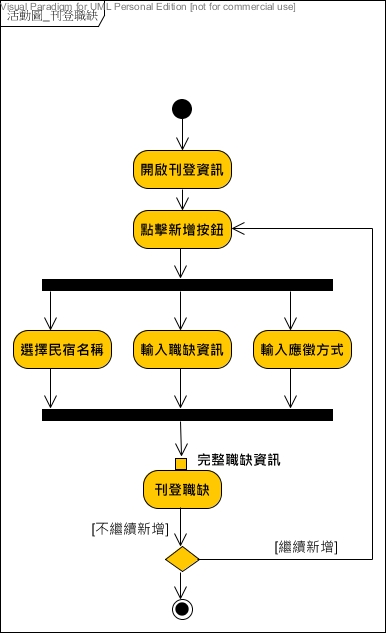 Visual Paradigm for UML Personal Edition [not for commercial use]
活動圖_刊登職缺
開啟刊登資訊
點擊新增按鈕
選擇民宿名稱
輸入職缺資訊
輸入應徵方式
完整職缺資訊
刊登職缺
[不繼續新增]
[繼續新增]